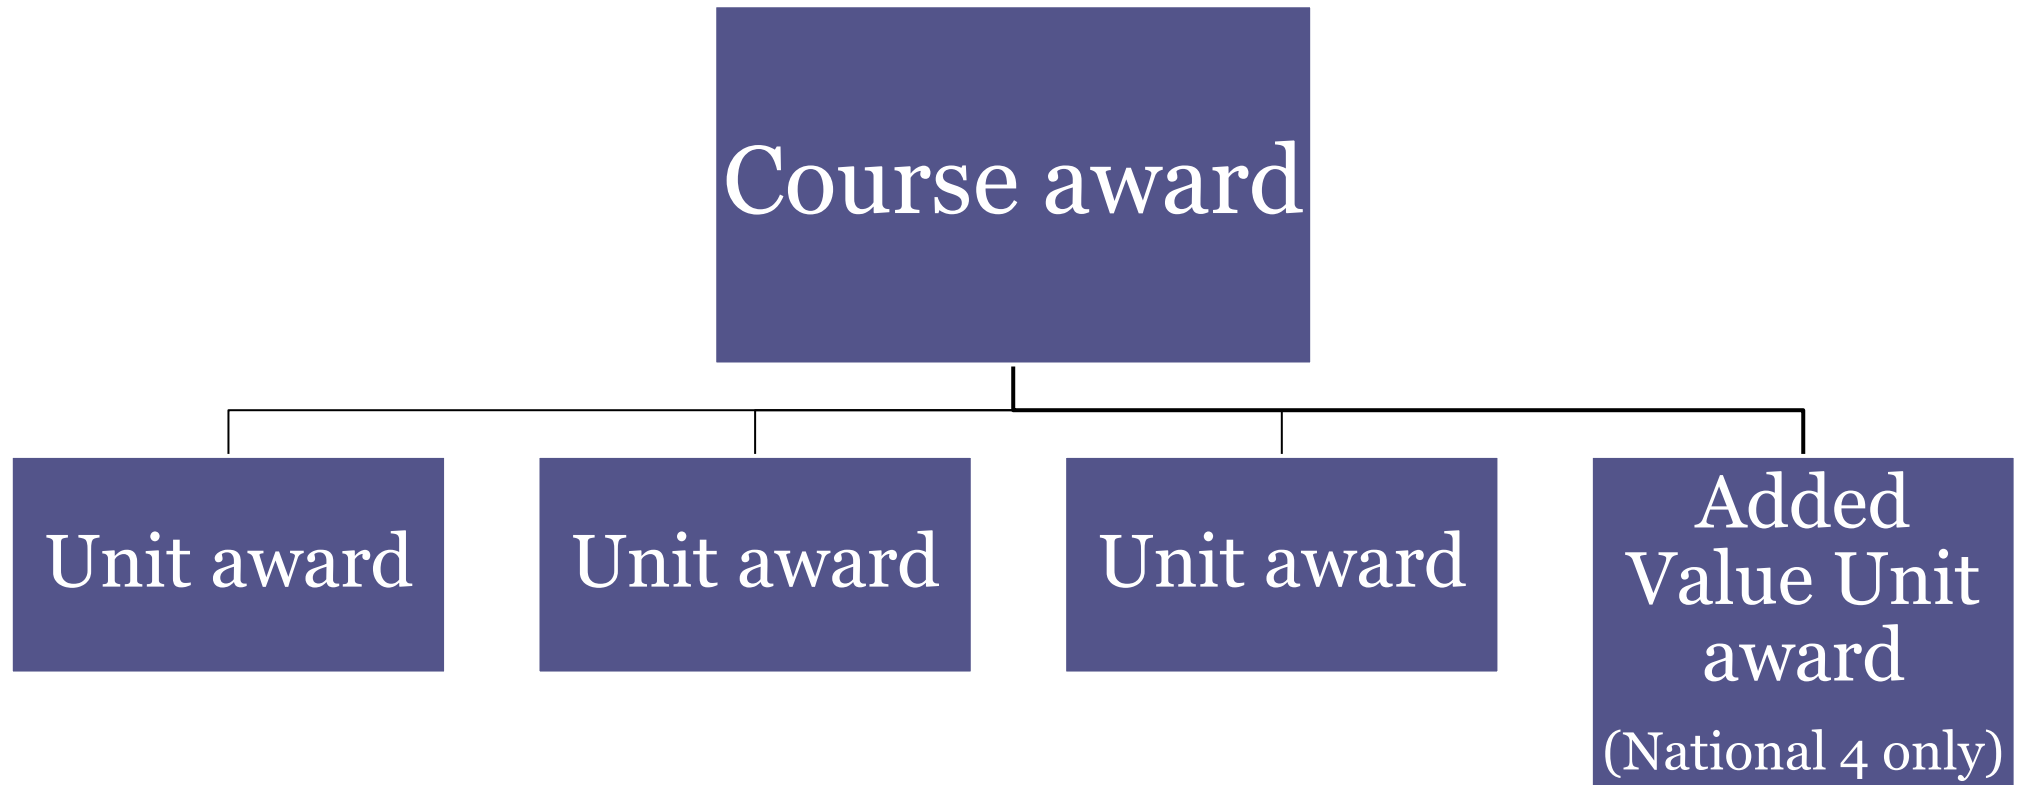 Course award
Unit award
Unit award
Unit award
Added
Value Unit
award
(National 4 only)